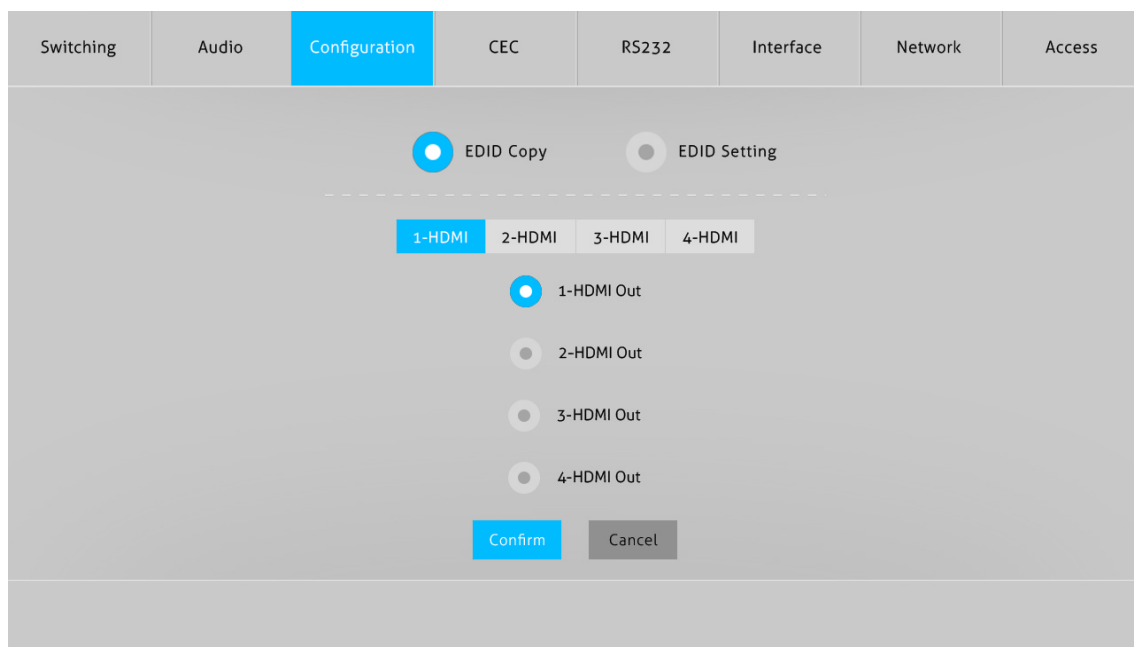 Switching Audio Configuration CEC RS232 Interface Network Access
EDID Copy EDID Setting
1-HDMI 2-HDMI 3-HDMI 4-HDMI
1-HDMI Out
2-HDMI Out
3-HDMI Out
4-HDMI Out
Confirm Cancel